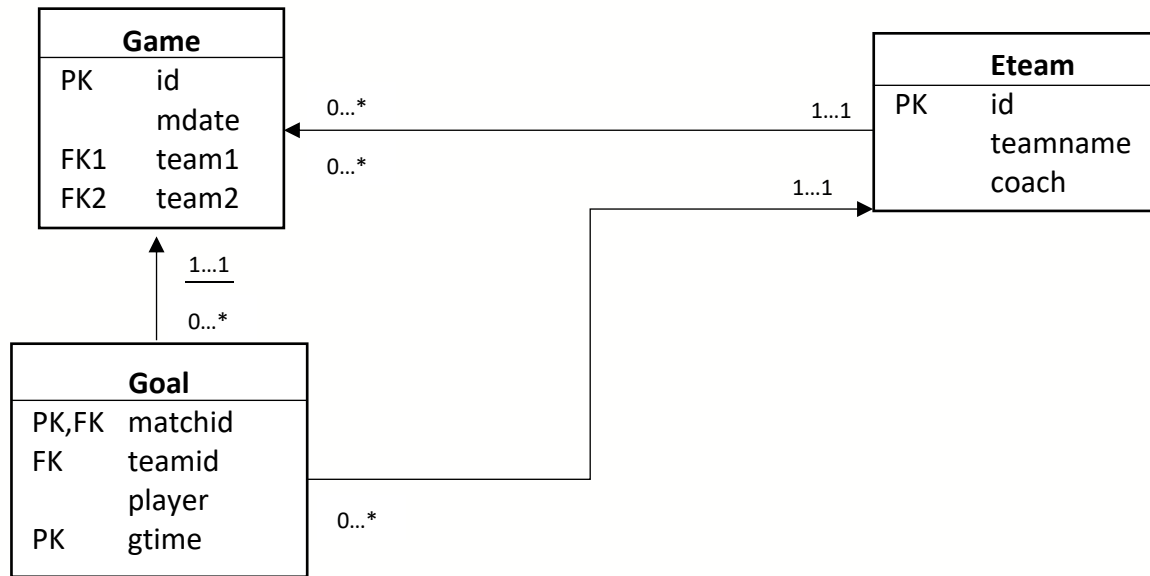 Game
PK id
mdate
FK1 team1
FK2 team2
0...*
1...1
0...*
Eteam
PK id
teamname
coach
1...1
1...1
0...*
Goal
PK,FK matchid
FK teamid
player
PK gtime
0...*